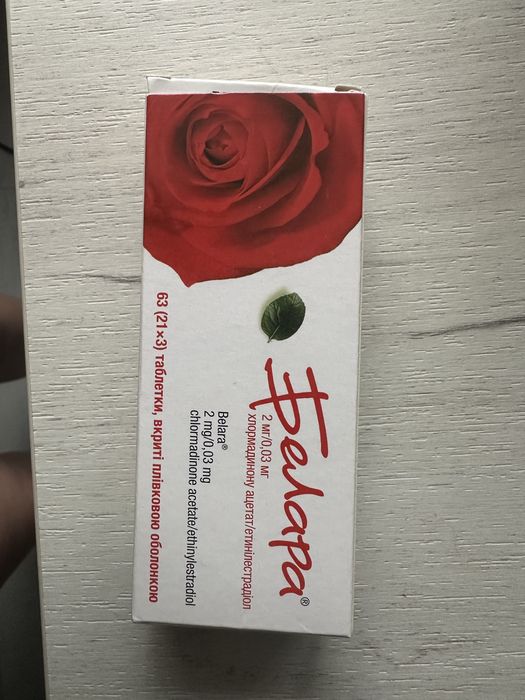 Белара®
2 мг/0,03 мг
хлормадинону ацетат/етинілестрадіол
Belara®
2 mg/0,03 mg
chlormadinone acetate/ethinylestradiol
63 (21×3) таблетки, вкриті плівковою оболонкою